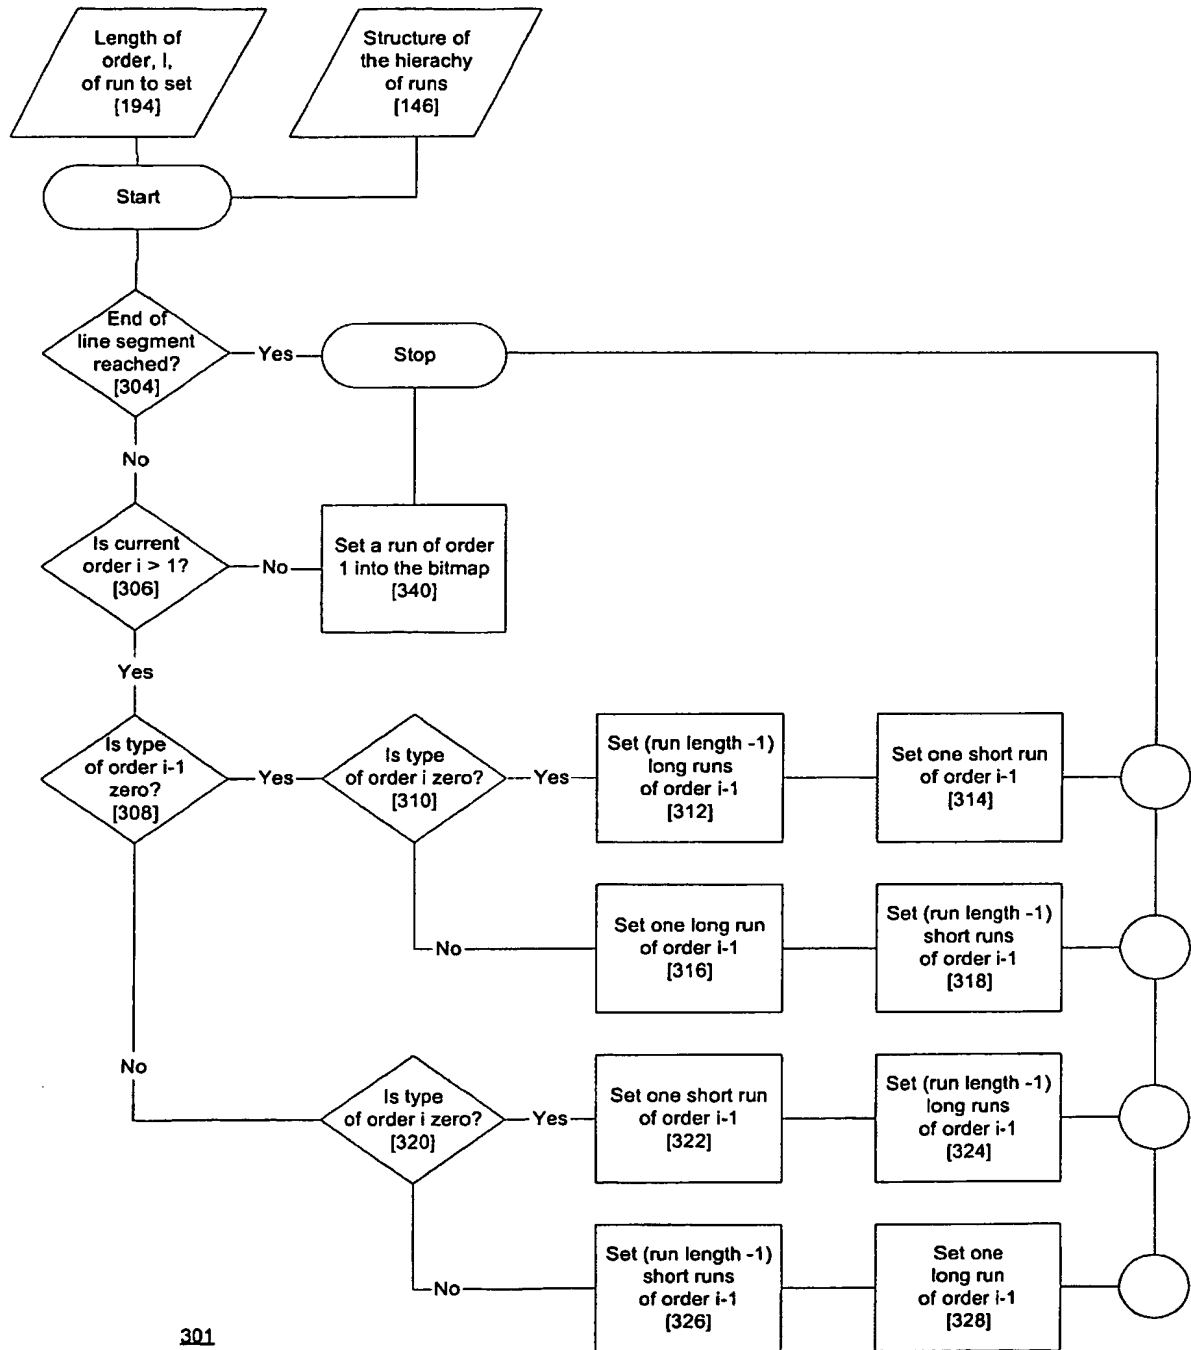 Length of
order, I,
of run to set
[194]
Structure of
the hierachy
of runs
[146]
Start
End of
line segment
reached?
[304]
Yes
Stop
No
Is current
order i > 1?
[306]
No
Set a run of order
1 into the bitmap
[340]
Yes
Is type
of order i-1
zero?
[308]
Yes
Is type
of order i zero?
[310]
Yes
Set (run length -1)
long runs
of order i-1
[312]
Set one short run
of order i-1
[314]
No
Set one long run
of order i-1
[316]
Set (run length -1)
short runs
of order i-1
[318]
No
Is type
of order i zero?
[320]
Yes
Set one short run
of order i-1
[322]
Set (run length -1)
long runs
of order i-1
[324]
No
Set (run length -1)
short runs
of order i-1
[326]
Set one
long run
of order i-1
[328]
301